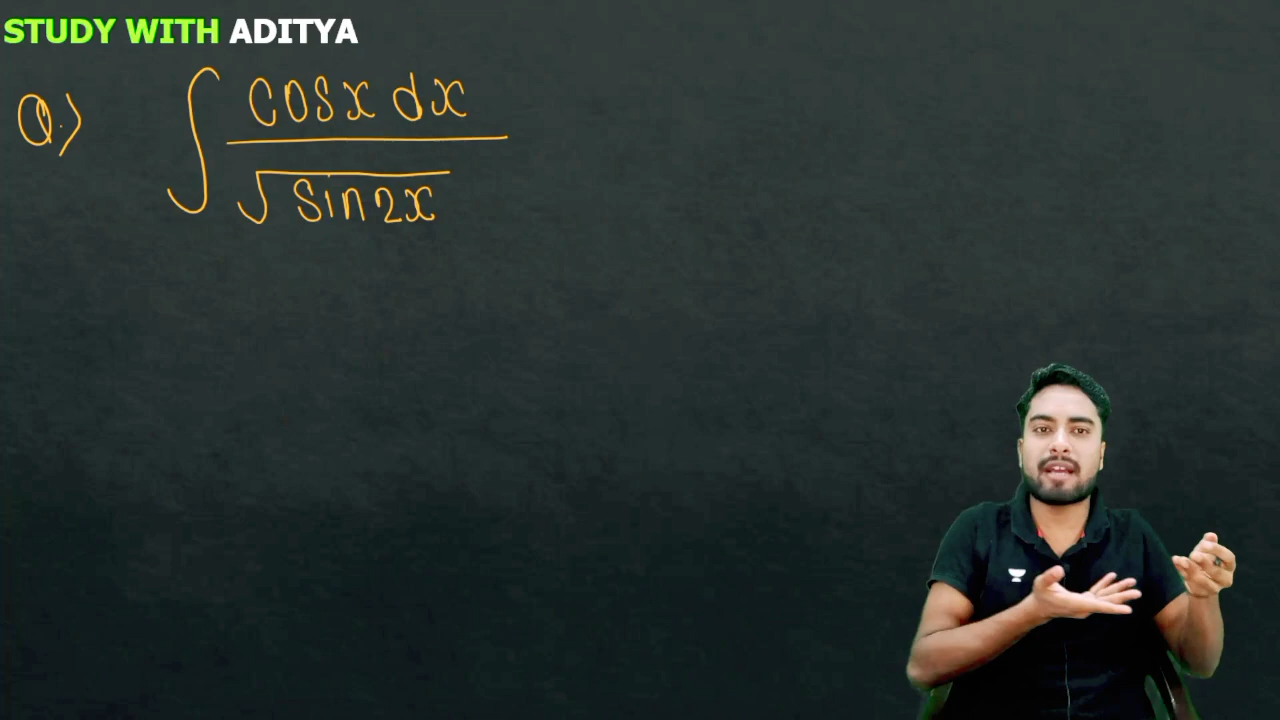 STUDY WITH ADITYA
Q.) ∫ cosx dx / √sin2x